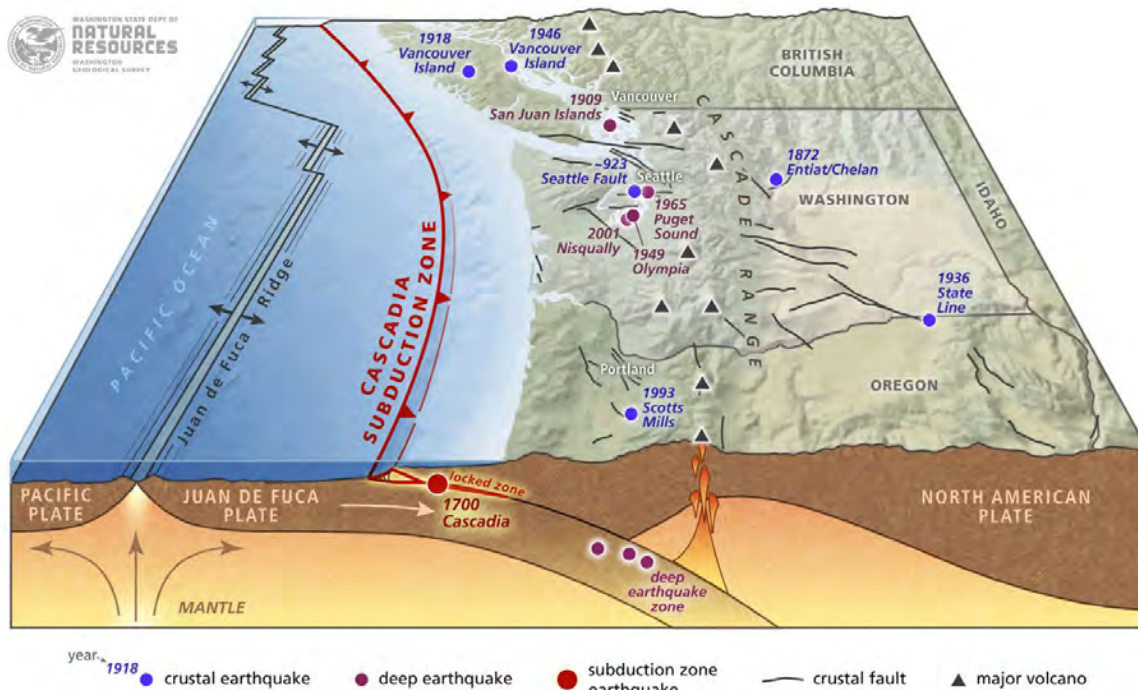 WASHINGTON STATE DEPT OF
NATURAL
RESOURCES
WASHINGTON
GEOLOGICAL SURVEY
1918
Vancouver
Island
1946
Vancouver
Island
BRITISH
COLUMBIA
1909
San Juan Islands
Vancouver
CASCADE RANGE
~923
Seattle Fault
Seattle
1872
Entiat/Chelan
WASHINGTON
IDAHO
1965
Puget
Sound
2001
Nisqually
1949
Olympia
1936
State
Line
PACIFIC OCEAN
Juan de Fuca Ridge
CASCADIA
SUBDUCTION ZONE
Portland
OREGON
1993
Scotts
Mills
PACIFIC
PLATE
JUAN DE FUCA
PLATE
locked zone
1700
Cascadia
NORTH AMERICAN
PLATE
deep
earthquake
zone
MANTLE
year
1918
crustal earthquake
deep earthquake
subduction zone
earthquake
crustal fault
major volcano